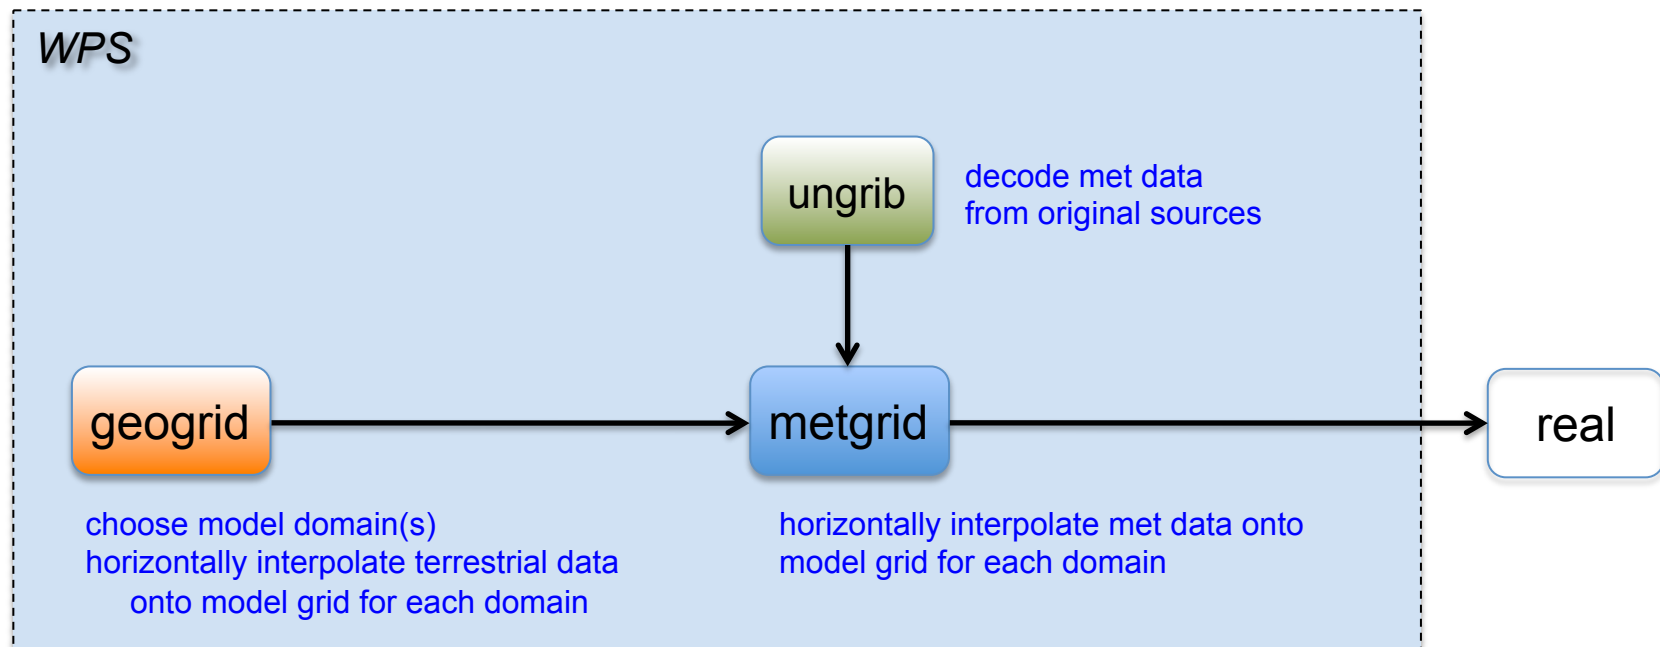 WPS
ungrib
decode met data
from original sources
geogrid
metgrid
real
choose model domain(s)
horizontally interpolate terrestrial data
onto model grid for each domain
horizontally interpolate met data onto
model grid for each domain